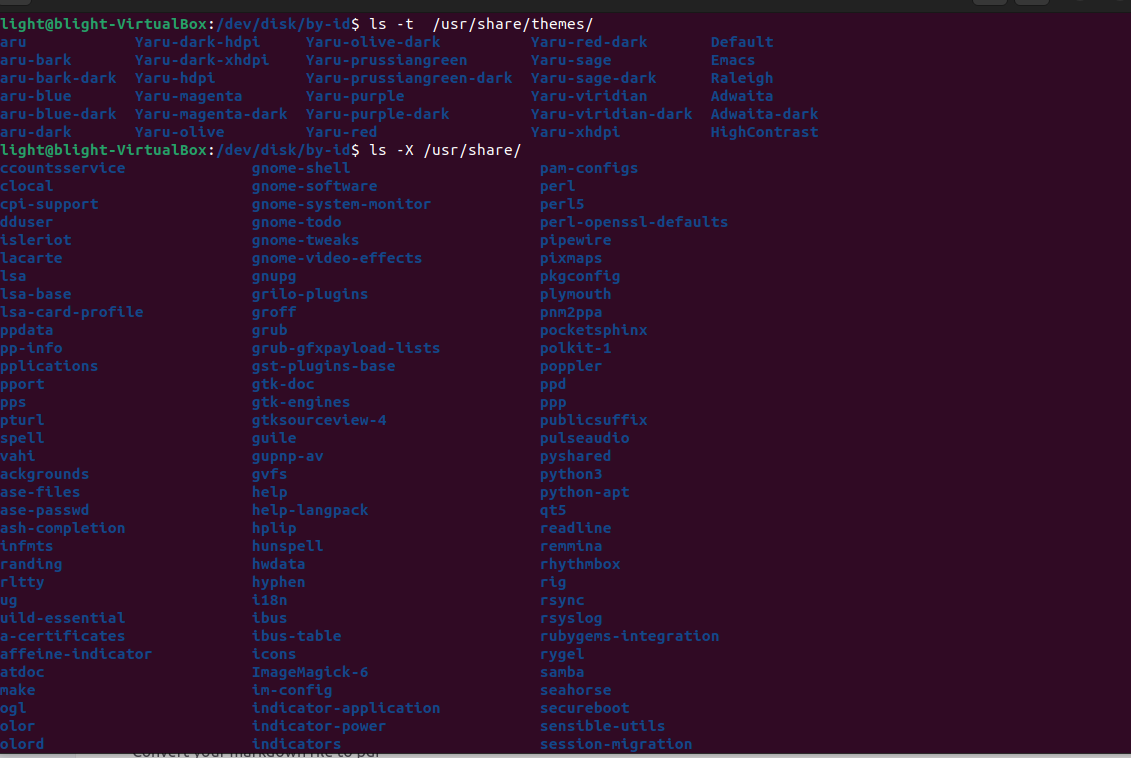 light@blight-VirtualBox:/dev/disk/by-id$ ls -t  /usr/share/themes/
aru Yaru-dark-hdpi Yaru-olive-dark Yaru-red-dark Default
aru-bark Yaru-dark-xhdpi Yaru-prussiangreen Yaru-sage Emacs
aru-bark-dark Yaru-hdpi Yaru-prussiangreen-dark Yaru-sage-dark Raleigh
aru-blue Yaru-magenta Yaru-purple Yaru-viridian Adwaita
aru-blue-dark Yaru-magenta-dark Yaru-purple-dark Yaru-viridian-dark Adwaita-dark
aru-dark Yaru-olive Yaru-red Yaru-xhdpi HighContrast
light@blight-VirtualBox:/dev/disk/by-id$ ls -X /usr/share/
ccountsservice gnome-shell pam-configs
clocal gnome-software perl
cpi-support gnome-system-monitor perl5
dduser gnome-todo perl-openssl-defaults
isleriot gnome-tweaks pipewire
lacarte gnome-video-effects pixmaps
lsa gnupg pkgconfig
lsa-base grilo-plugins plymouth
lsa-card-profile groff pnm2ppa
ppdata grub pocketsphinx
pp-info grub-gfxpayload-lists polkit-1
pplications gst-plugins-base poppler
pport gtk-doc ppd
pps gtk-engines ppp
pturl gtksourceview-4 publicsuffix
spell guile pulseaudio
vahi gupnp-av pyshared
ackgrounds gvfs python3
ase-files help python-apt
ase-passwd help-langpack qt5
ash-completion hplip readline
infmts hunspell remmina
randing hwdata rhythmbox
rltty hyphen rig
ug i18n rsync
uild-essential ibus rsyslog
a-certificates ibus-table rubygems-integration
affeine-indicator icons rygel
atdoc ImageMagick-6 samba
make im-config seahorse
ogl indicator-application secureboot
olor indicator-power sensible-utils
olord indicators session-migration
Convert your markdown file to pdf